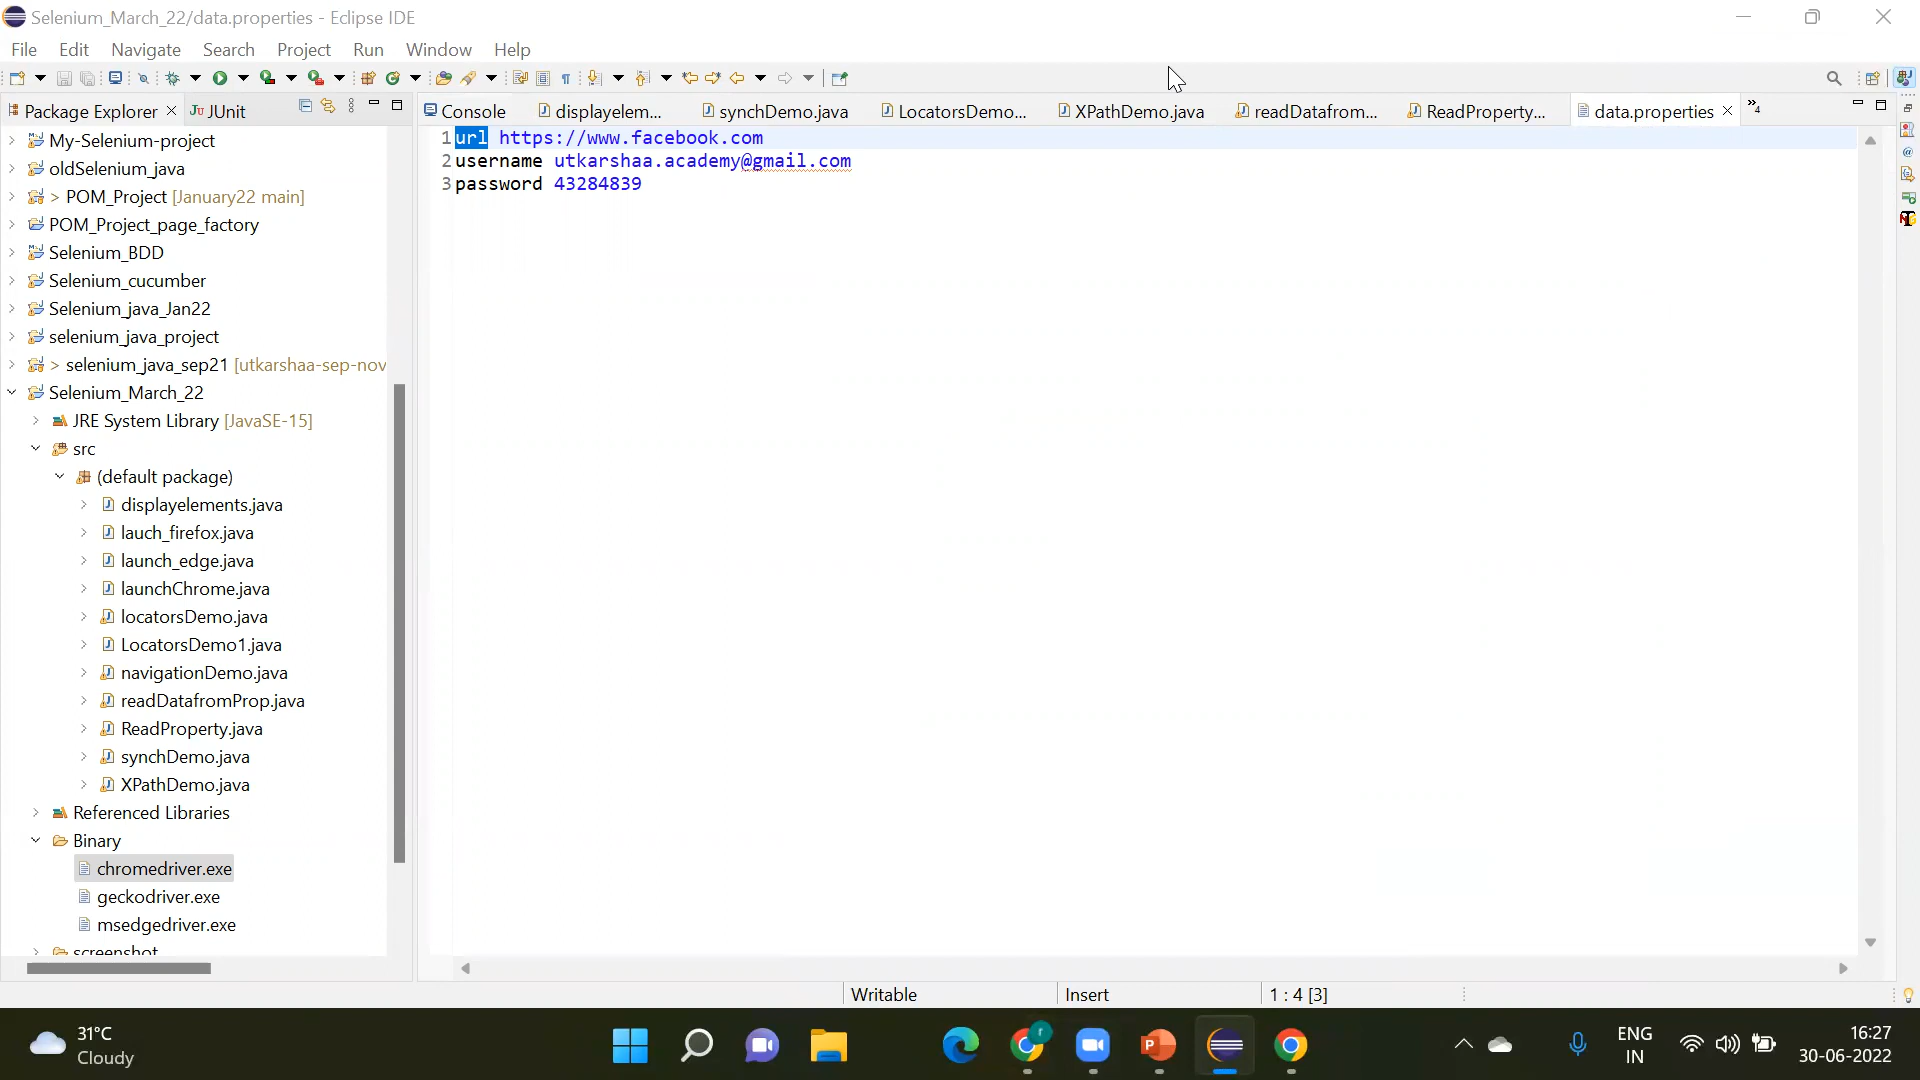 Selenium_March_22/data.properties - Eclipse IDE
File Edit Navigate Search Project Run Window Help
Package Explorer JUnit
Console displayelem... synchDemo.java LocatorsDemo... XPathDemo.java readDatafrom... ReadProperty... data.properties 4
1 url https://www.facebook.com
2 username utkarshaa.academy@gmail.com
3 password 43284839
My-Selenium-project
oldSelenium_java
> POM_Project [January22 main]
POM_Project_page_factory
Selenium_BDD
Selenium_cucumber
Selenium_java_Jan22
selenium_java_project
> selenium_java_sep21 [utkarshaa-sep-nov
Selenium_March_22
JRE System Library [JavaSE-15]
src
(default package)
displayelements.java
lauch_firefox.java
launch_edge.java
launchChrome.java
locatorsDemo.java
LocatorsDemo1.java
navigationDemo.java
readDatafromProp.java
ReadProperty.java
synchDemo.java
XPathDemo.java
Referenced Libraries
Binary
chromedriver.exe
geckodriver.exe
msedgedriver.exe
screenshot
Writable Insert 1 : 4 [3]
31°C
Cloudy
ENG
IN
16:27
30-06-2022